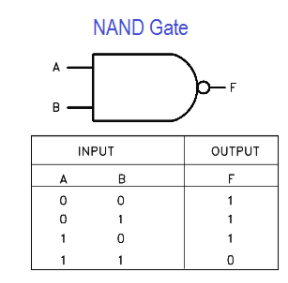 NAND Gate
A
F
B
INPUT OUTPUT
A B F
0 0 1
0 1 1
1 0 1
1 1 0